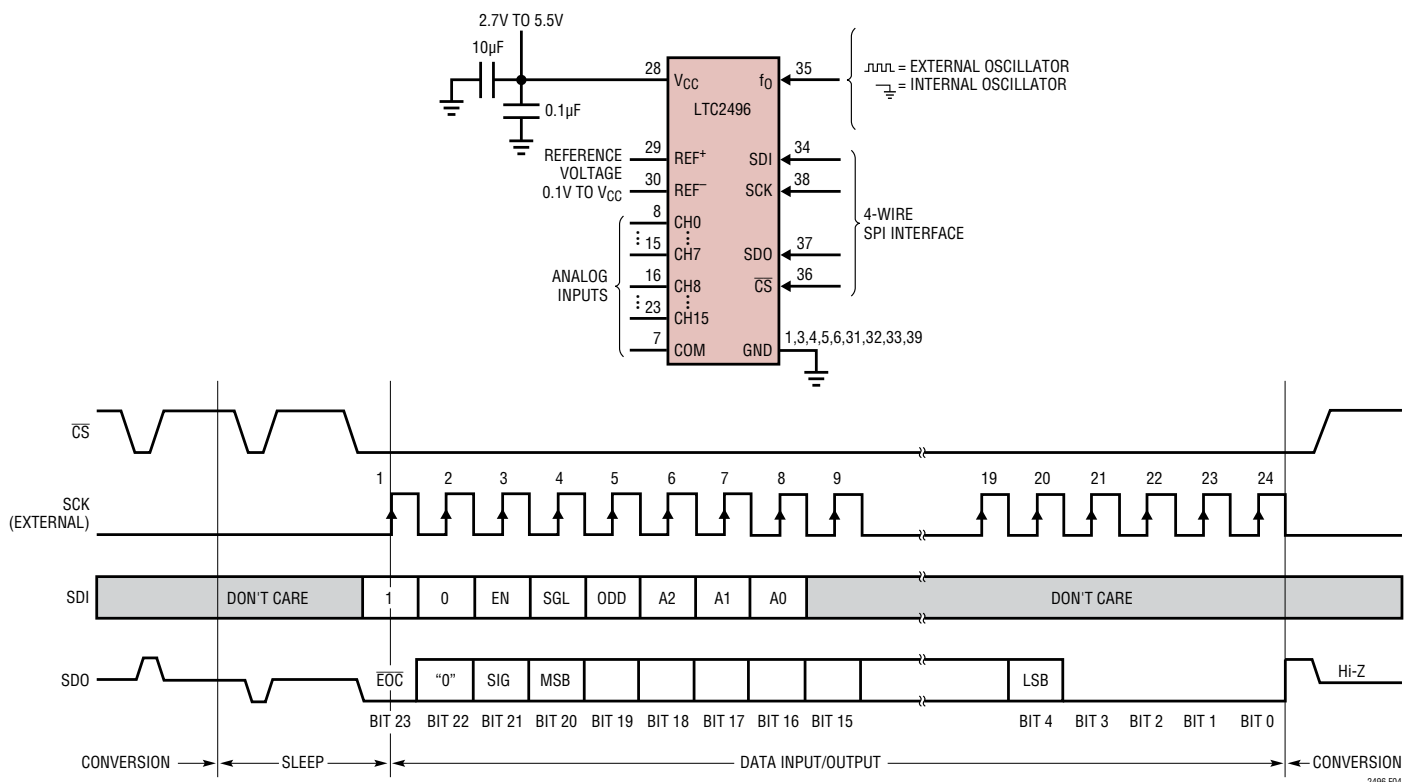 2.7V TO 5.5V
10µF
0.1µF
28
VCC
fO
35
LTC2496
= EXTERNAL OSCILLATOR
= INTERNAL OSCILLATOR
REFERENCE
VOLTAGE
0.1V TO VCC
29
REF+
30
REF–
SDI
34
SCK
38
SDO
37
CS
36
4-WIRE
SPI INTERFACE
ANALOG
INPUTS
8
CH0
15
CH7
16
CH8
23
CH15
7
COM
GND
1,3,4,5,6,31,32,33,39
CS
1 2 3 4 5 6 7 8 9 19 20 21 22 23 24
SCK
(EXTERNAL)
SDI
DON'T CARE 1 0 EN SGL ODD A2 A1 A0 DON'T CARE
SDO
EOC "0" SIG MSB LSB Hi-Z
BIT 23 BIT 22 BIT 21 BIT 20 BIT 19 BIT 18 BIT 17 BIT 16 BIT 15 BIT 4 BIT 3 BIT 2 BIT 1 BIT 0
CONVERSION SLEEP DATA INPUT/OUTPUT CONVERSION
2496 F04